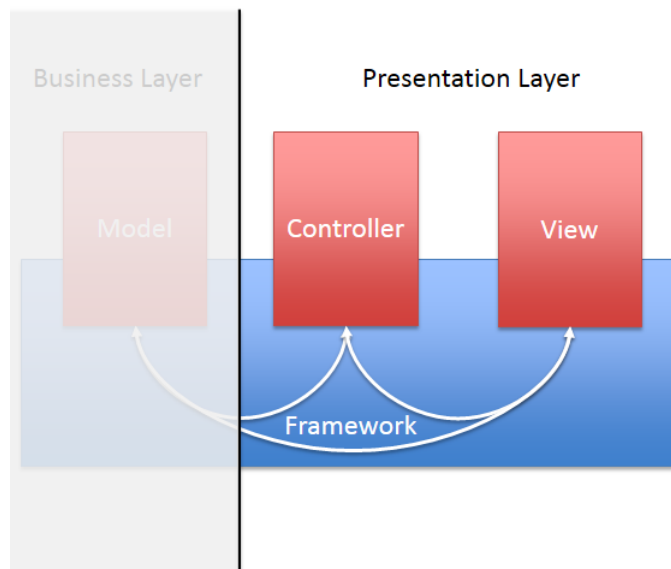 Business Layer
Presentation Layer
Model
Controller
View
Framework